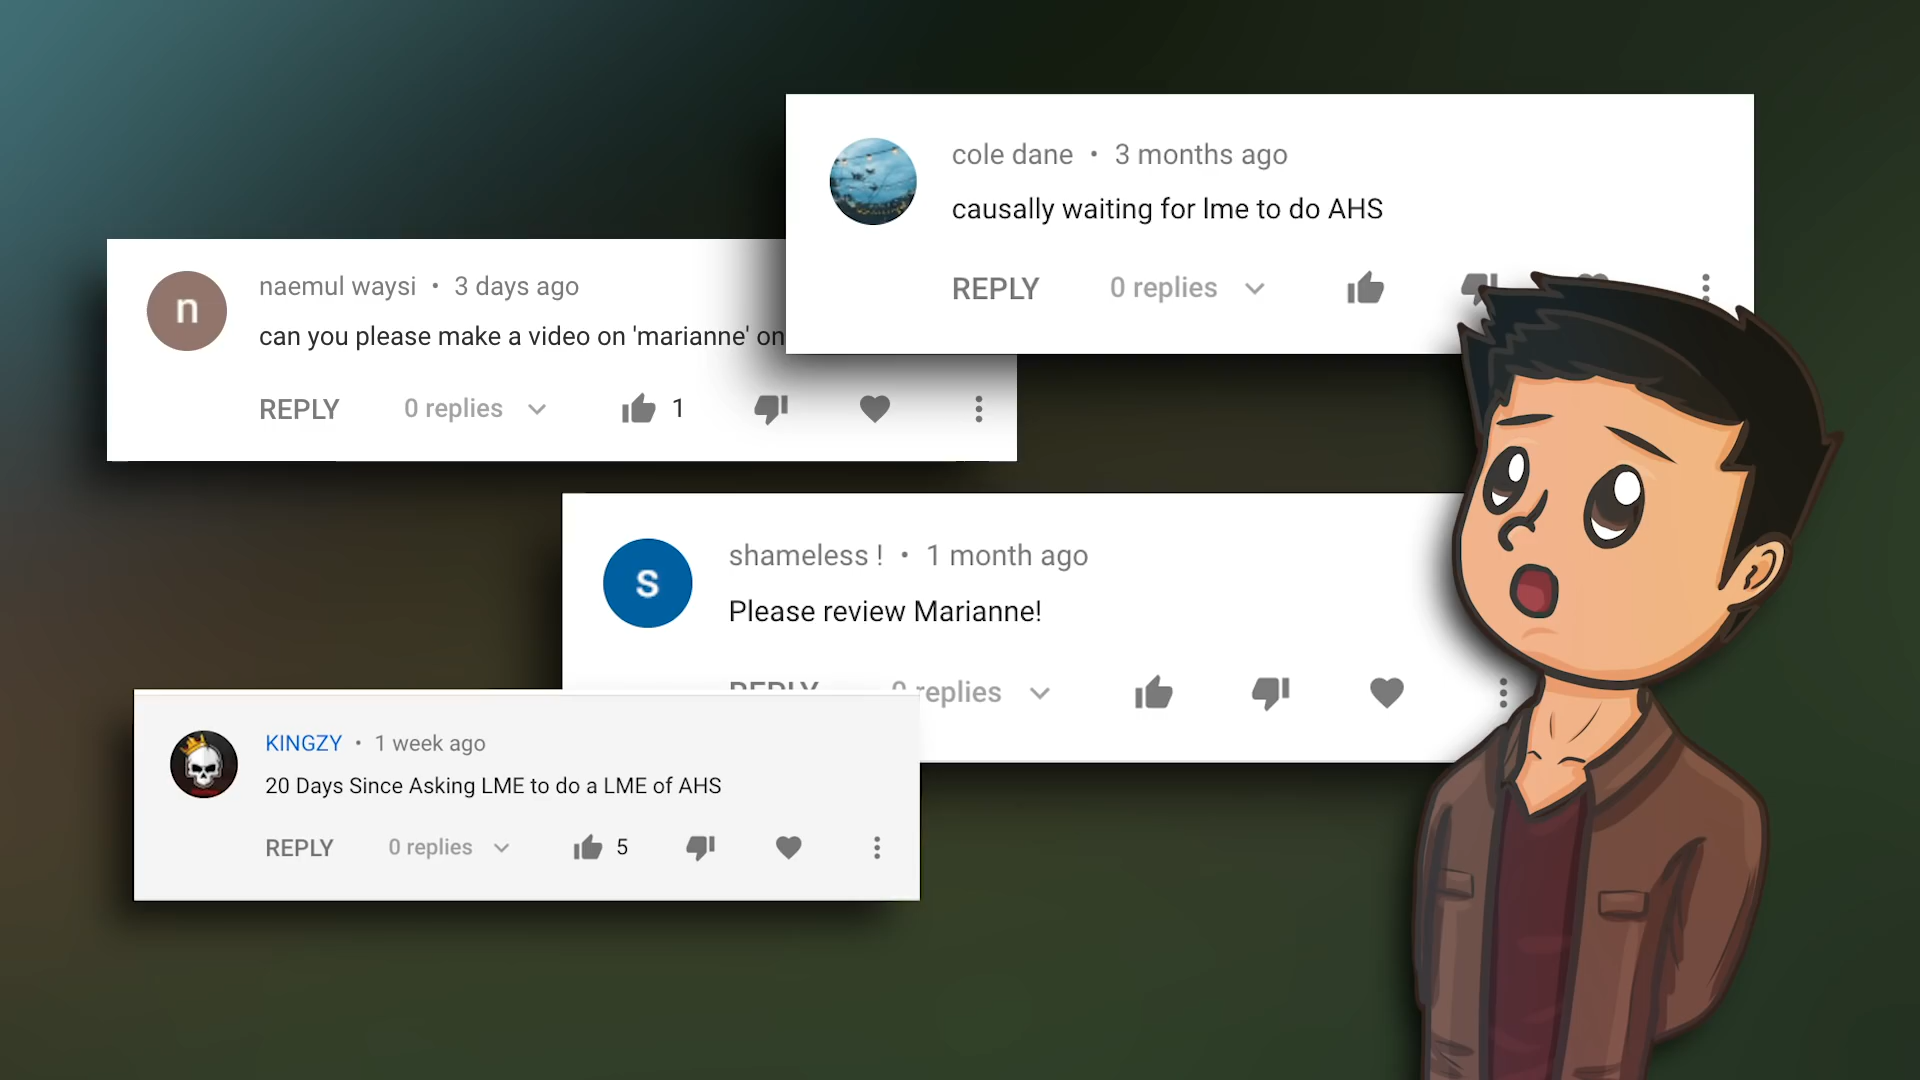 cole dane • 3 months ago
causally waiting for lme to do AHS
REPLY 0 replies
n
naemul waysi • 3 days ago
can you please make a video on 'marianne' on
REPLY 0 replies 1
s
shameless ! • 1 month ago
Please review Marianne!
REPLY 0 replies
KINGZY • 1 week ago
20 Days Since Asking LME to do a LME of AHS
REPLY 0 replies 5